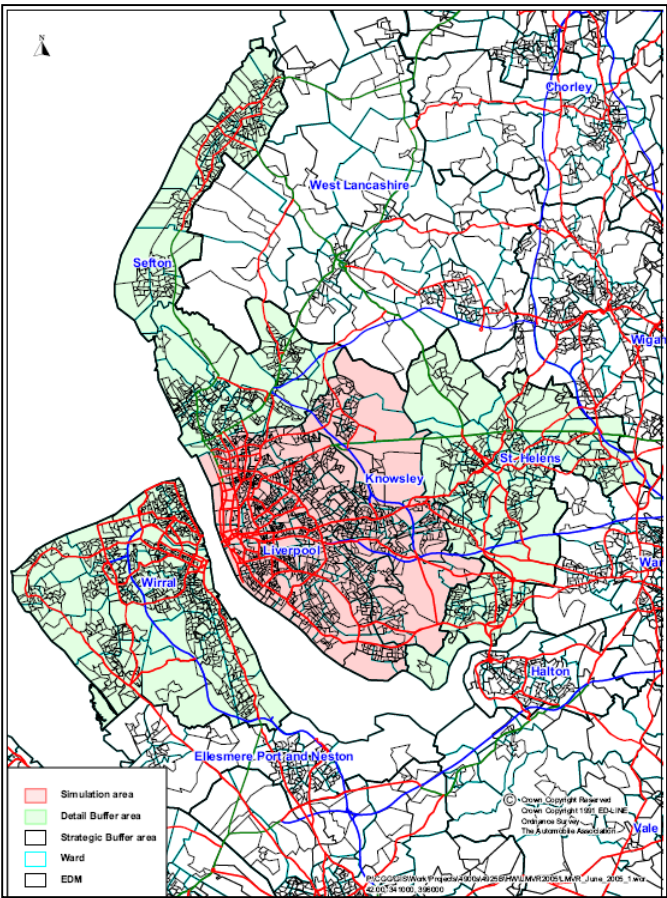 N
Chorley
West Lancashire
Sefton
Wigan
St. Helens
Knowsley
Liverpool
Wirral
War
Halton
Ellesmere Port and Neston
Vale
Simulation area
Detail Buffer area
Strategic Buffer area
Ward
EDM
© Crown Copyright Reserved
Crown Copyright 1991 ED-LINE
Ordnance Survey
The Automobile Association